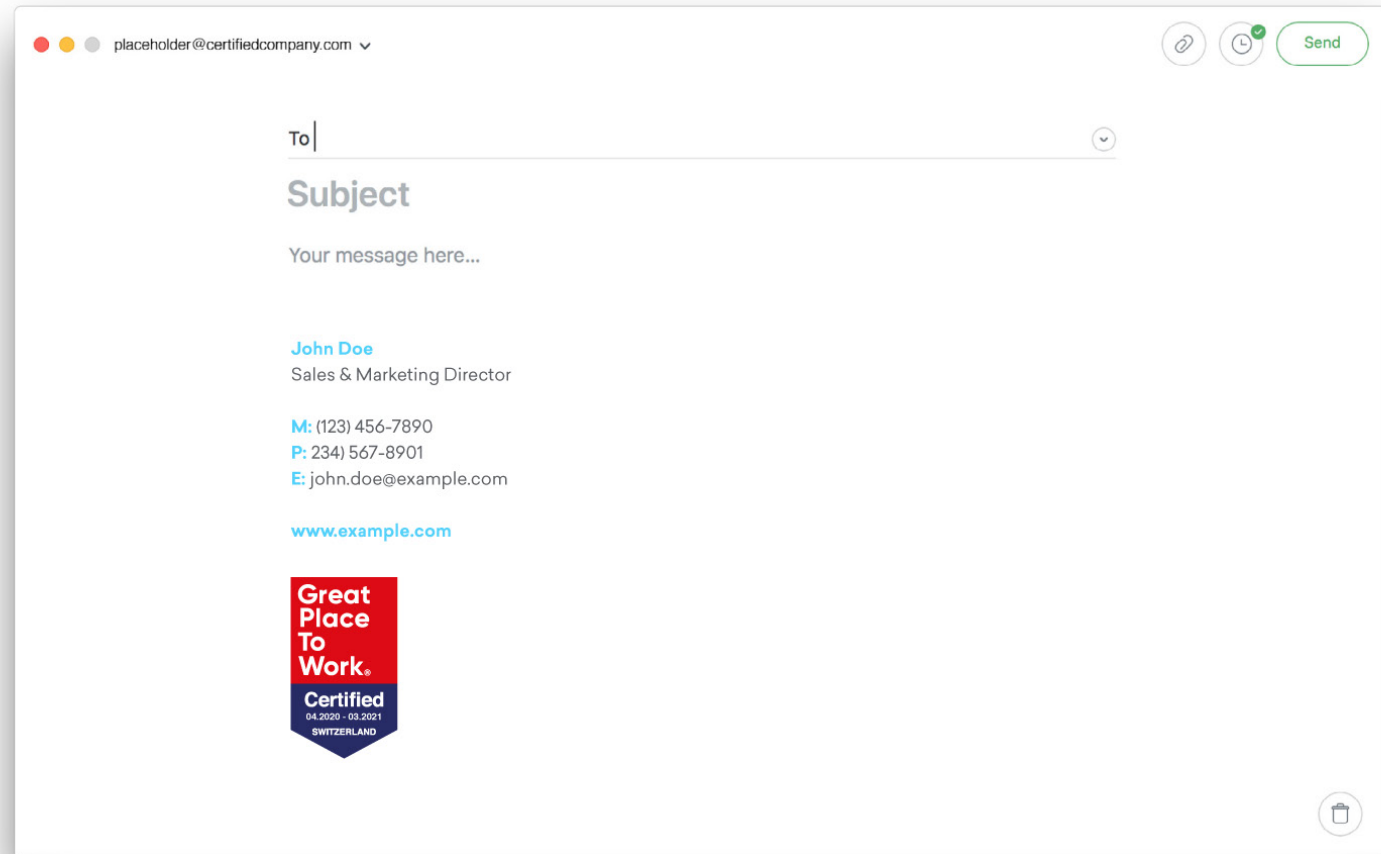 placeholder@certifiedcompany.com
Send
To
Subject
Your message here...
John Doe
Sales & Marketing Director
M: (123) 456-7890
P: 234) 567-8901
E: john.doe@example.com
www.example.com
Great
Place
To
Work®
Certified
04.2020 - 03.2021
SWITZERLAND